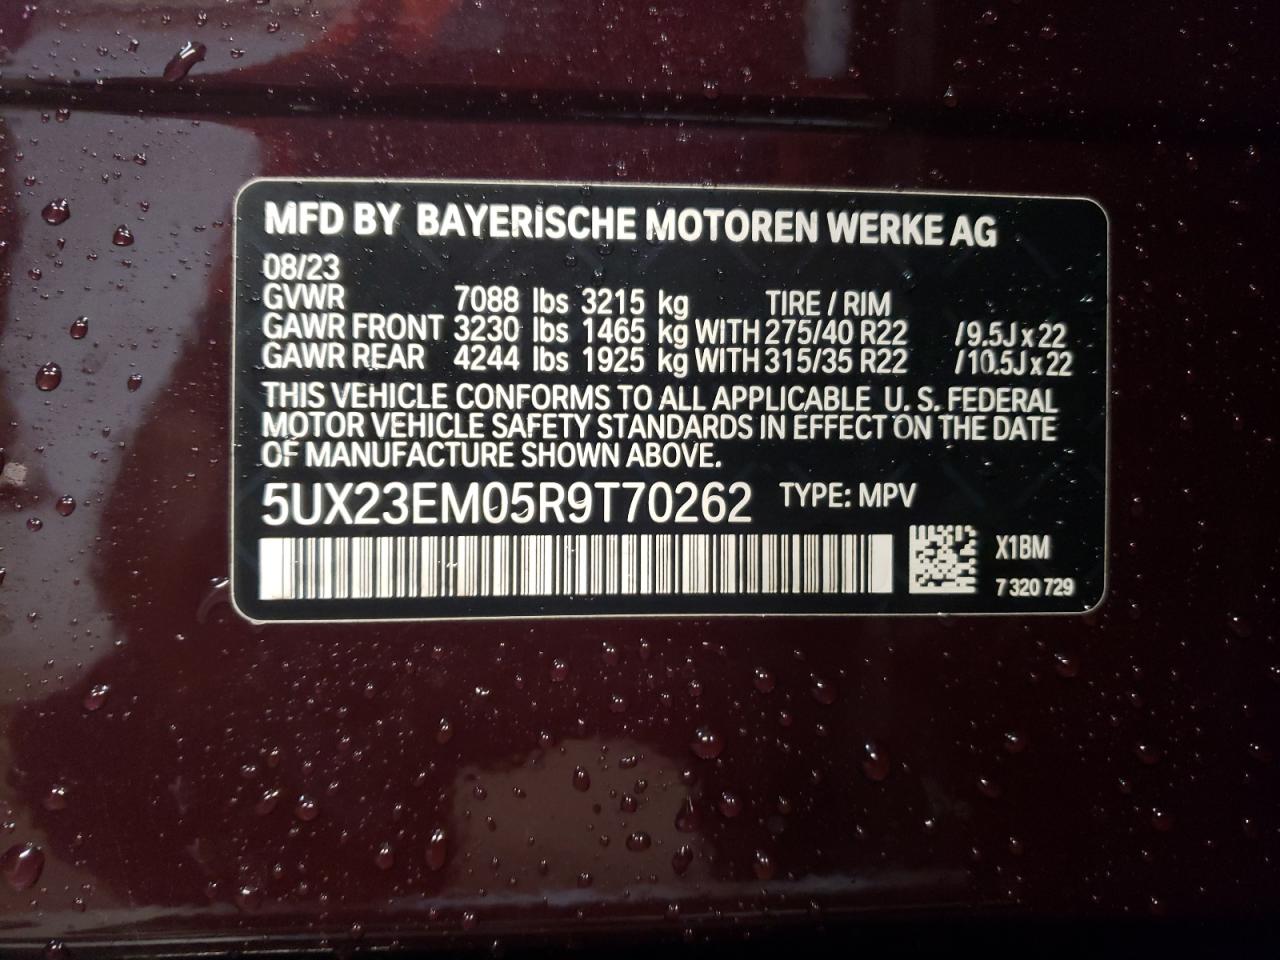 MFD BY BAYERISCHE MOTOREN WERKE AG
08/23
GVWR 7088 lbs 3215 kg TIRE / RIM
GAWR FRONT 3230 lbs 1465 kg WITH 275/40 R22 /9.5J x 22
GAWR REAR 4244 lbs 1925 kg WITH 315/35 R22 /10.5J x 22
THIS VEHICLE CONFORMS TO ALL APPLICABLE U. S. FEDERAL
MOTOR VEHICLE SAFETY STANDARDS IN EFFECT ON THE DATE
OF MANUFACTURE SHOWN ABOVE.
5UX23EM05R9T70262 TYPE: MPV
X1BM
7 320 729